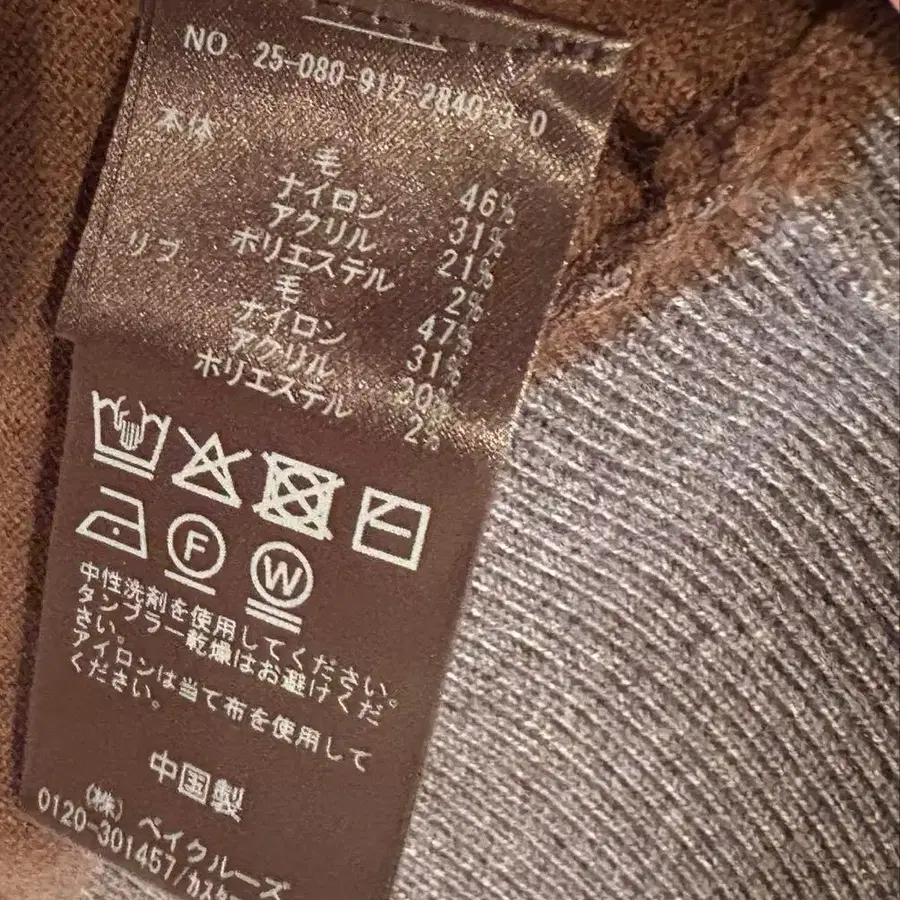 NO. 25-080-912-2840-3-0
本体
毛 46%
ナイロン 31%
アクリル 21%
ポリエステル 2%
リブ
毛 47%
ナイロン 31%
アクリル 20%
ポリエステル 2%
F
W
中性洗剤を使用してください。
タンブラー乾燥はお避けくだ
さい。
アイロンは当て布を使用して
ください。
中国製
(株) ベイクルーズ
0120-301457/カスタ